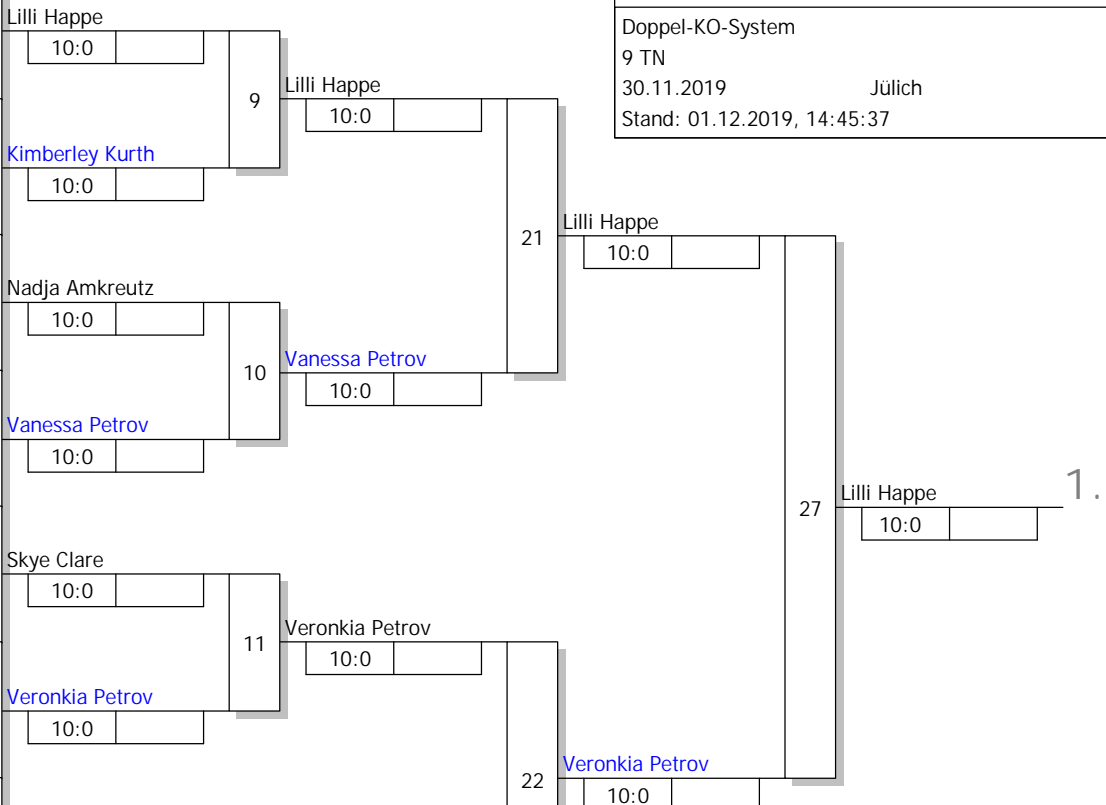 Lilli Happe
10:0
9
Kimberley Kurth
10:0
Lilli Happe
10:0
Nadja Amkreutz
10:0
10
Vanessa Petrov
10:0
Vanessa Petrov
10:0
21
Lilli Happe
10:0
Skye Clare
10:0
11
Veronkia Petrov
10:0
Veronkia Petrov
10:0
22
Veronkia Petrov
10:0
27
Lilli Happe
10:0
1.
Doppel-KO-System
9 TN
30.11.2019 Jülich
Stand: 01.12.2019, 14:45:37